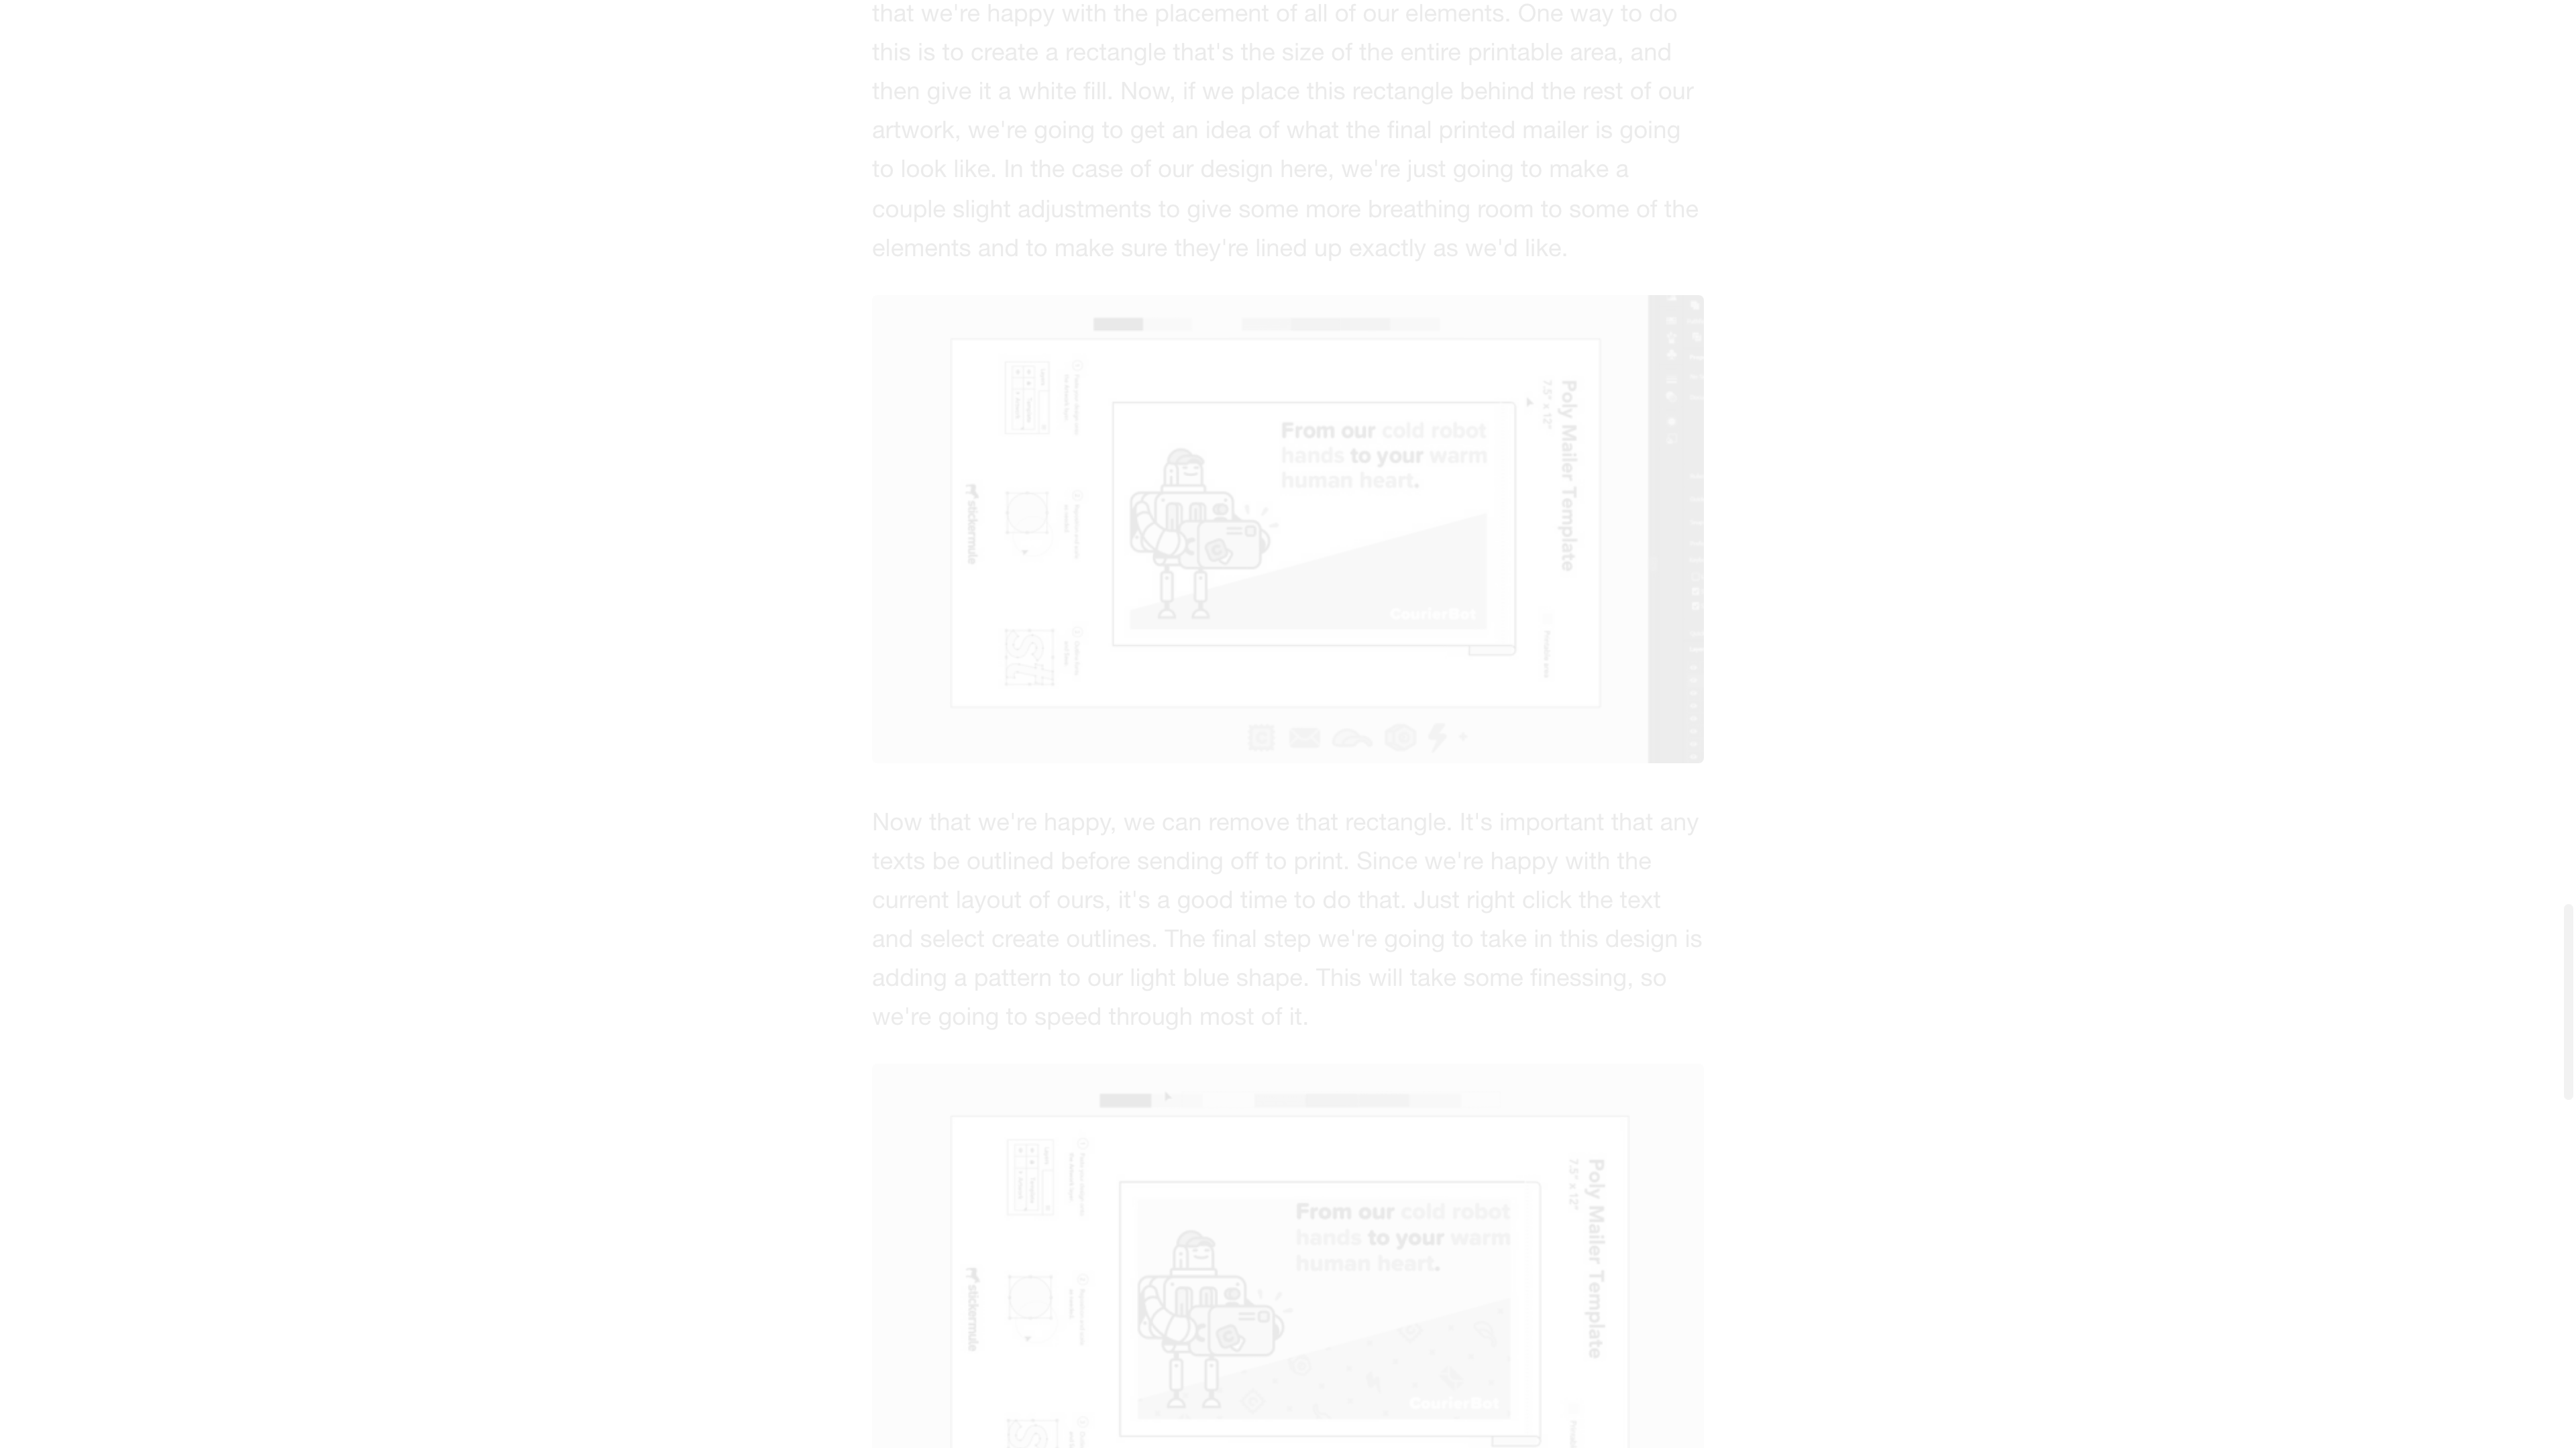 that we're happy with the placement of all of our elements. One way to do
this is to create a rectangle that's the size of the entire printable area, and
then give it a white fill. Now, if we place this rectangle behind the rest of our
artwork, we're going to get an idea of what the final printed mailer is going
to look like. In the case of our design here, we're just going to make a
couple slight adjustments to give some more breathing room to some of the
elements and to make sure they're lined up exactly as we'd like.
From our cold robot
hands to your warm
human heart.
CourierBot
Poly Mailer Template
7.5" x 12"
Printable area
stickermule
Now that we're happy, we can remove that rectangle. It's important that any
texts be outlined before sending off to print. Since we're happy with the
current layout of ours, it's a good time to do that. Just right click the text
and select create outlines. The final step we're going to take in this design is
adding a pattern to our light blue shape. This will take some finessing, so
we're going to speed through most of it.
From our cold robot
hands to your warm
human heart.
CourierBot
Poly Mailer Template
7.5" x 12"
stickermule